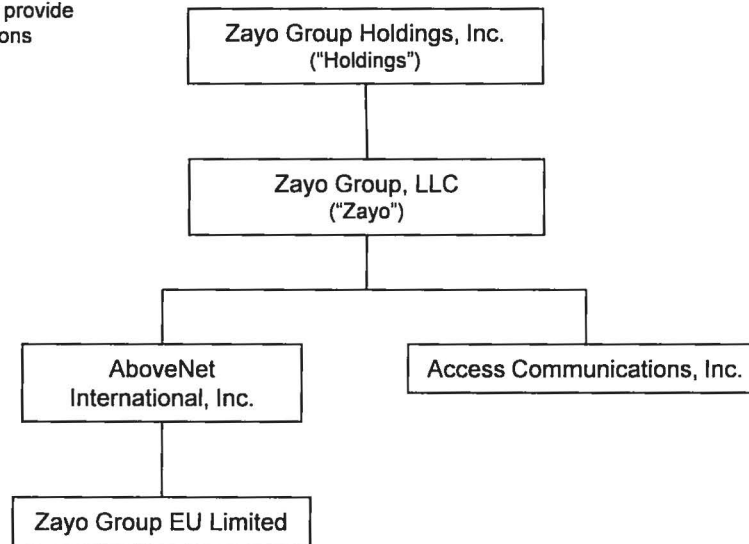 provide
ons
Zayo Group Holdings, Inc.
("Holdings")
Zayo Group, LLC
("Zayo")
AboveNet
International, Inc.
Access Communications, Inc.
Zayo Group EU Limited